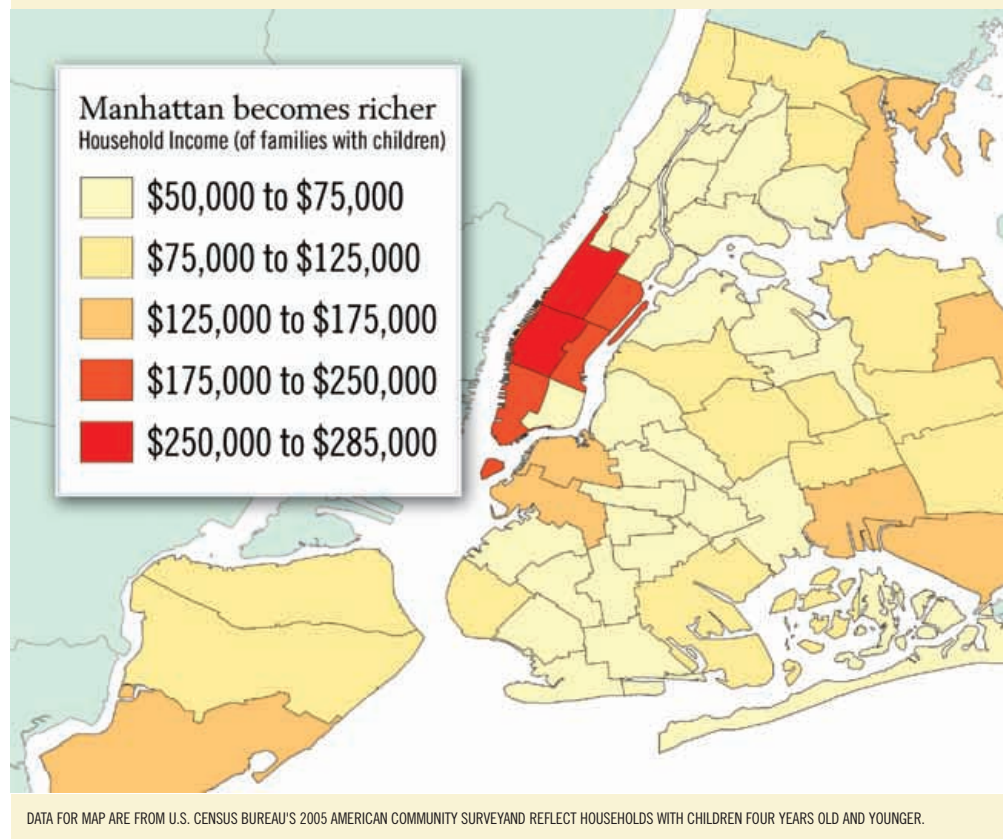 Manhattan becomes richer
Household Income (of families with children)
$50,000 to $75,000
$75,000 to $125,000
$125,000 to $175,000
$175,000 to $250,000
$250,000 to $285,000
DATA FOR MAP ARE FROM U.S. CENSUS BUREAU'S 2005 AMERICAN COMMUNITY SURVEYAND REFLECT HOUSEHOLDS WITH CHILDREN FOUR YEARS OLD AND YOUNGER.